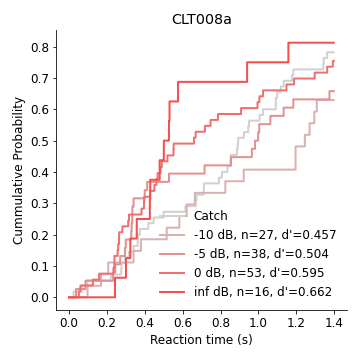 CLT008a
Cummulative Probability
0.8
0.7
0.6
0.5
0.4
0.3
0.2
0.1
0.0
Catch
-10 dB, n=27, d'=0.457
-5 dB, n=38, d'=0.504
0 dB, n=53, d'=0.595
inf dB, n=16, d'=0.662
0.0 0.2 0.4 0.6 0.8 1.0 1.2 1.4
Reaction time (s)